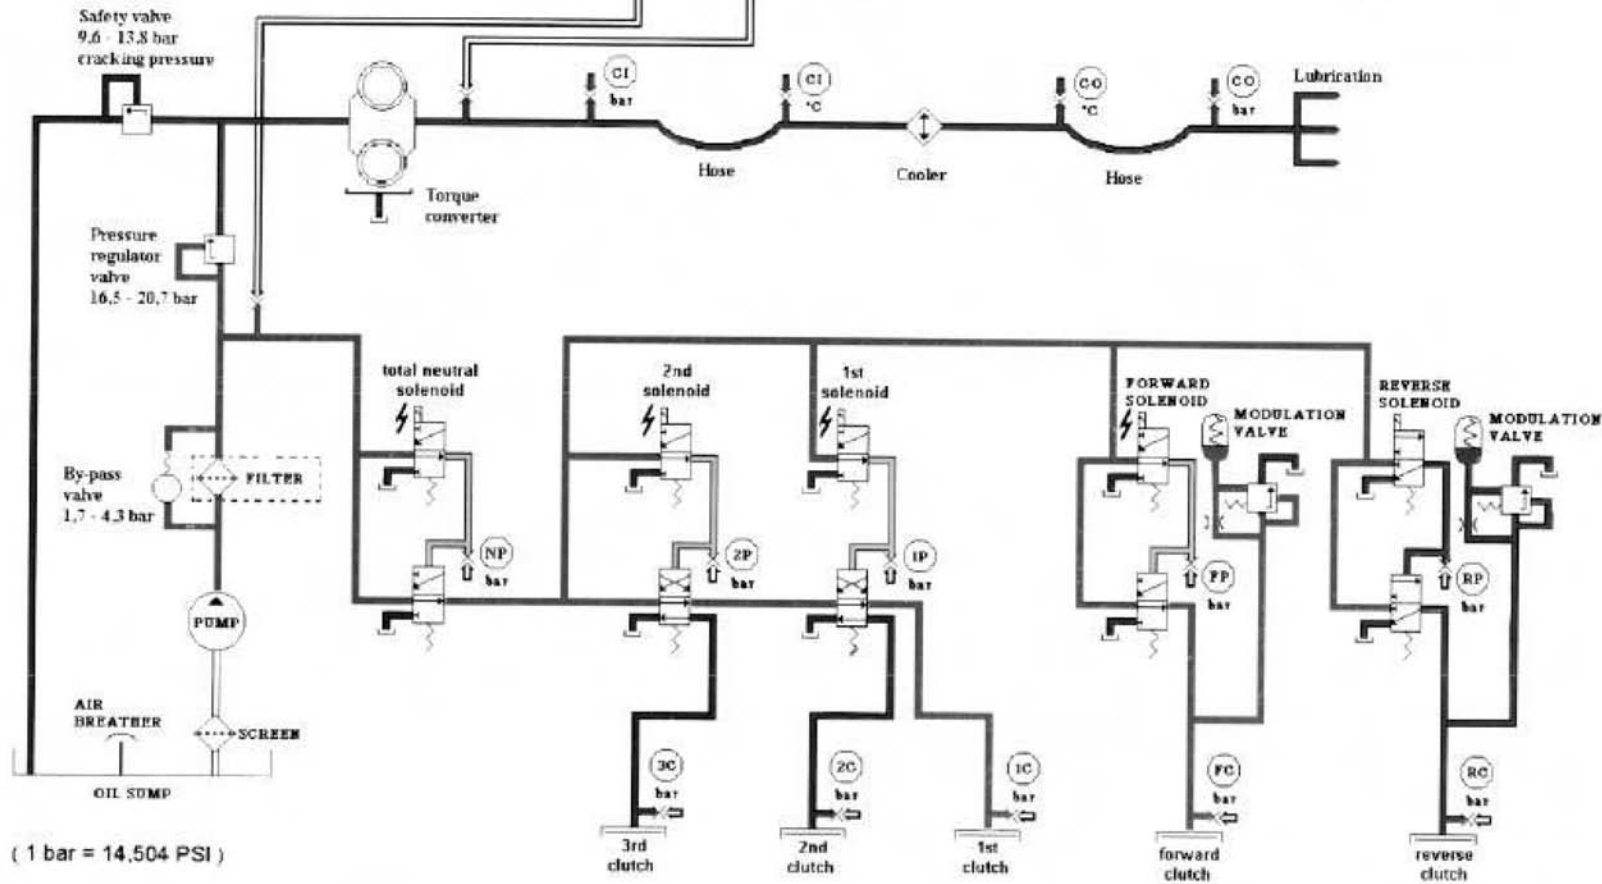 Safety valve
9.6 - 13.8 bar
cracking pressure
CI
bar
CI
°C
CO
°C
CO
bar
Lubrication
Hose
Cooler
Hose
Torque
converter
Pressure
regulator
valve
16,5 - 20,7 bar
total neutral
solenoid
2nd
solenoid
1st
solenoid
FORWARD
SOLENOID
MODULATION
VALVE
REVERSE
SOLENOID
MODULATION
VALVE
By-pass
valve
1,7 - 4,3 bar
FILTER
NP
bar
2P
bar
1P
bar
FP
bar
RP
bar
PUMP
AIR
BREATHER
SCREEN
OIL SUMP
3C
bar
2C
bar
1C
bar
FC
bar
RC
bar
3rd
clutch
2nd
clutch
1st
clutch
forward
clutch
reverse
clutch
( 1 bar = 14,504 PSI )